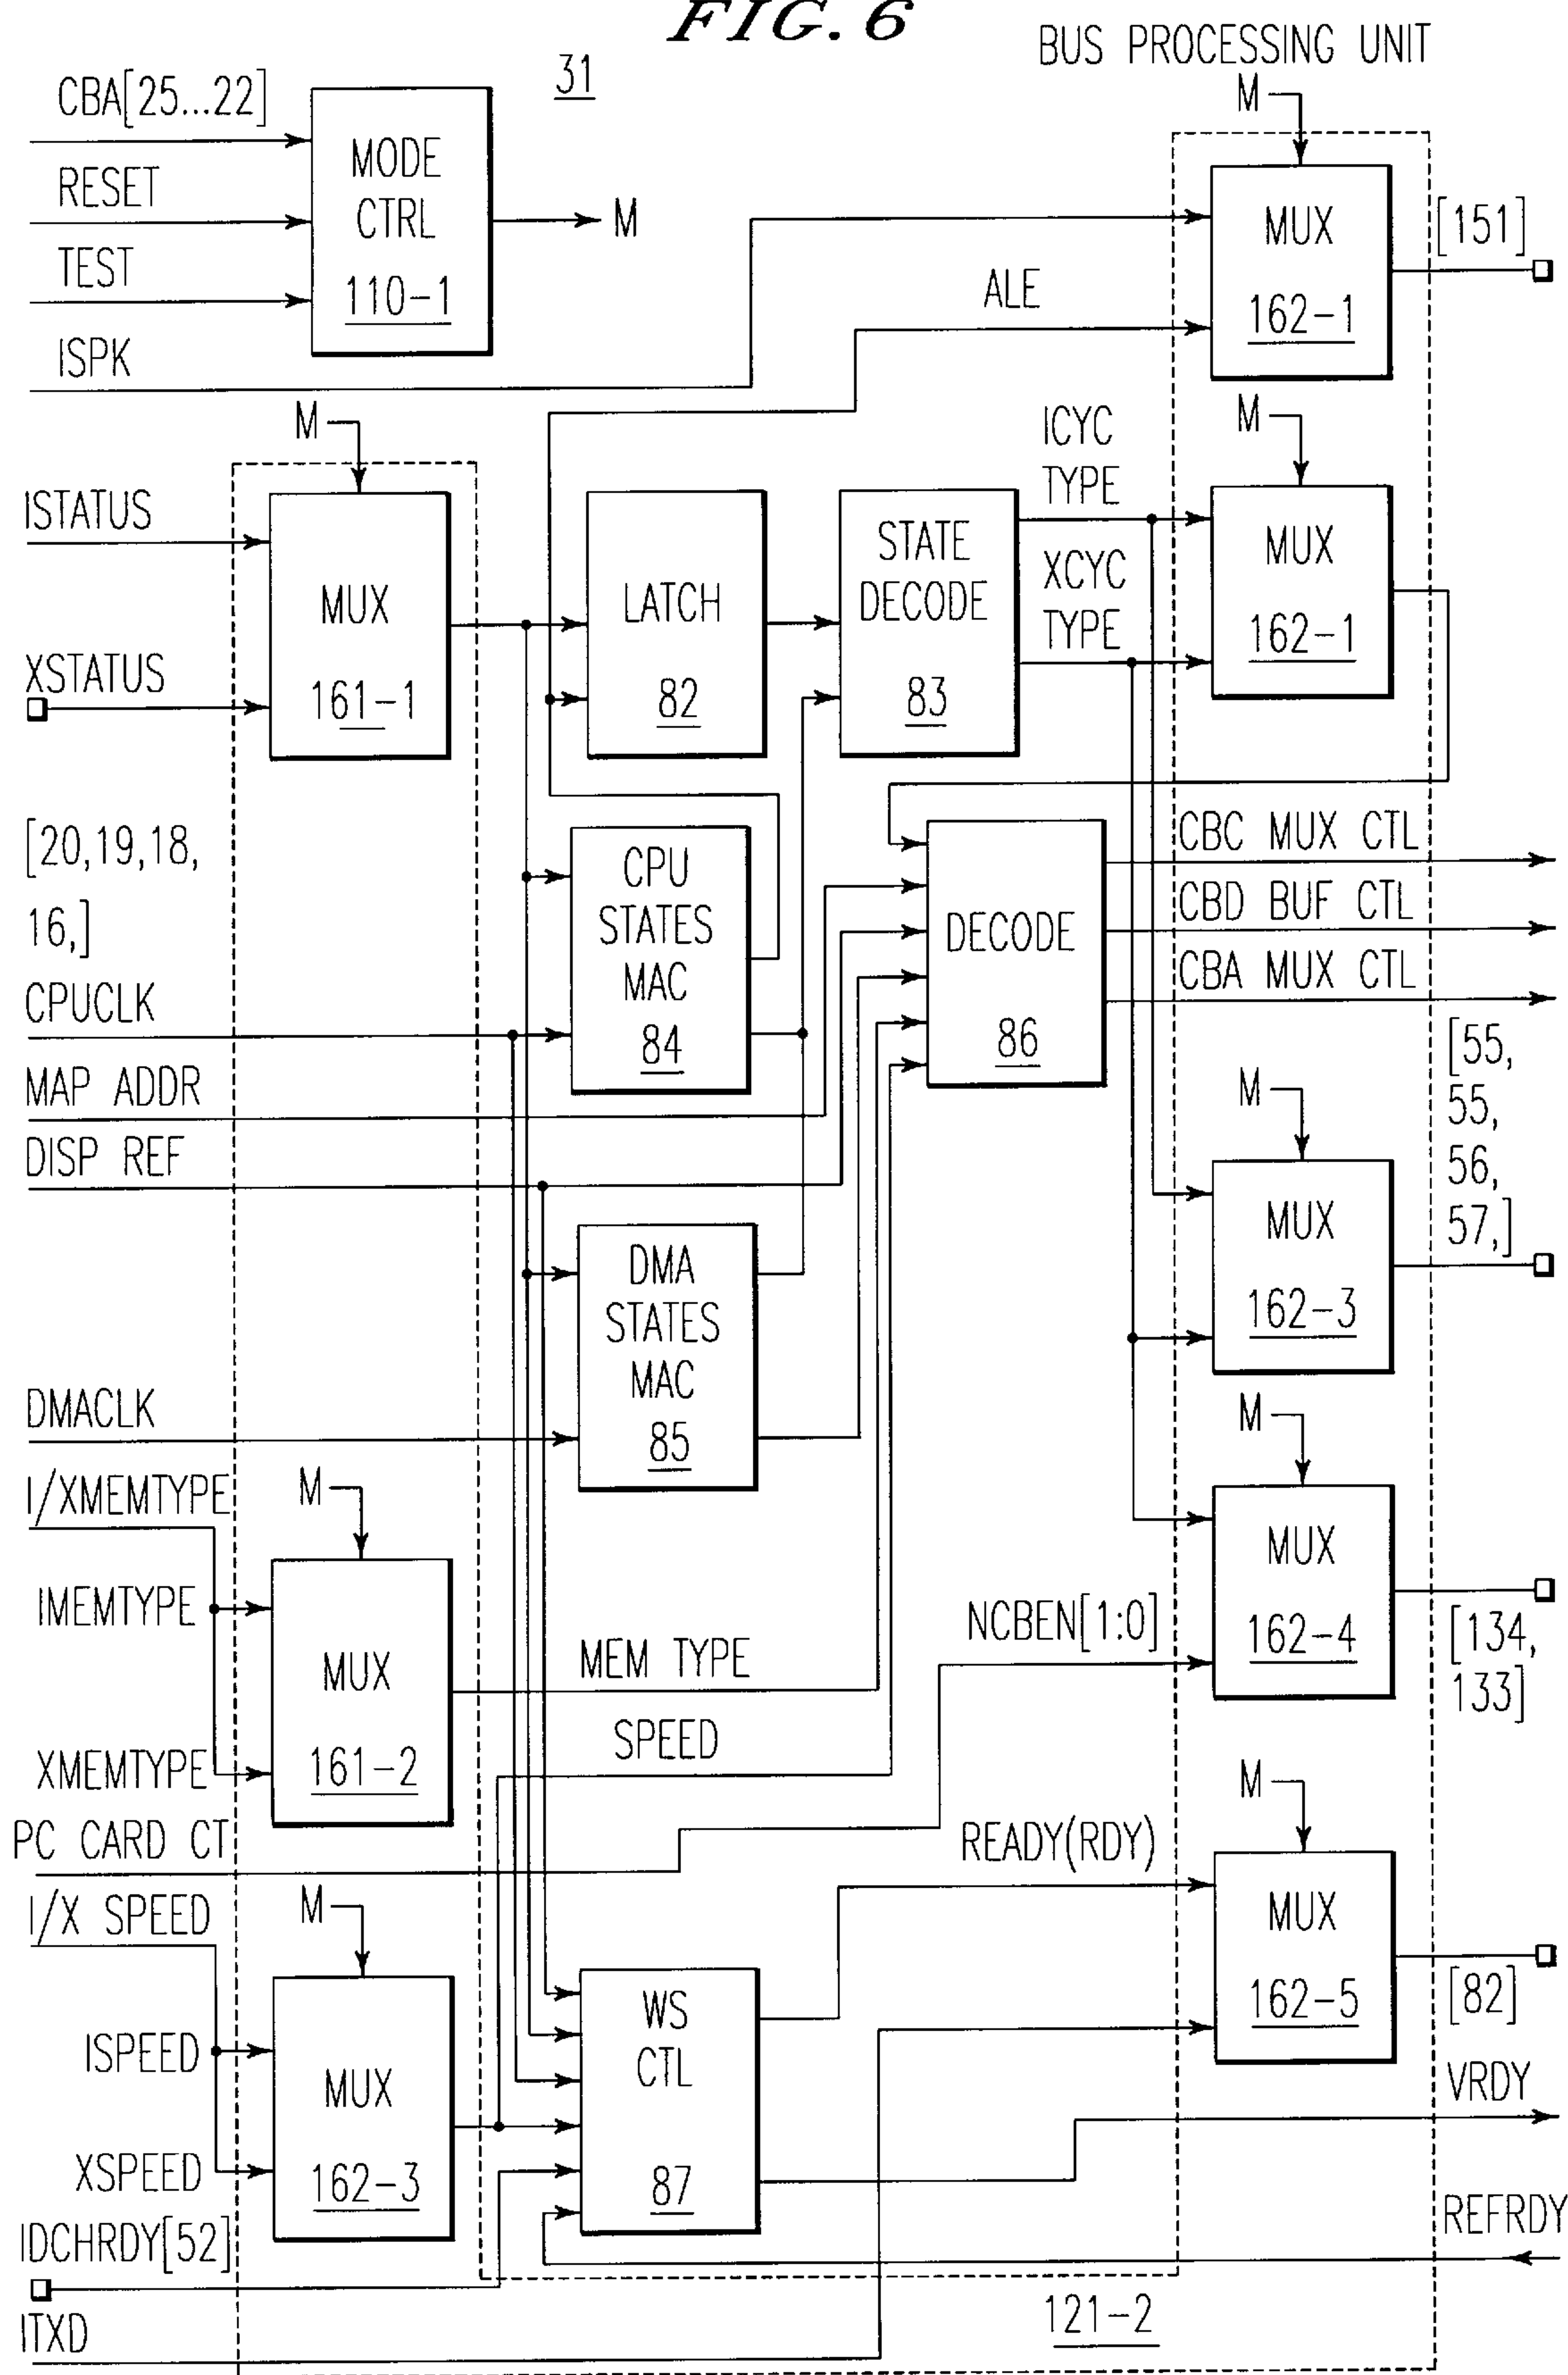 FIG. 6
31
BUS PROCESSING UNIT
CBA[25...22]
RESET
TEST
MODE
CTRL
110-1
M
ISPK
ALE
M
MUX
162-1
[151]
M
ISTATUS
XSTATUS
MUX
161-1
LATCH
82
STATE
DECODE
83
ICYC
TYPE
XCYC
TYPE
M
MUX
162-1
[20,19,18,
16,]
CPUCLK
MAP ADDR
DISP REF
CPU
STATES
MAC
84
DECODE
86
CBC MUX CTL
CBD BUF CTL
CBA MUX CTL
[55,
55,
56,
57,]
M
MUX
162-3
DMA
STATES
MAC
85
DMACLK
I/XMEMTYPE
IMEMTYPE
XMEMTYPE
M
MUX
161-2
MEM TYPE
SPEED
NCBEN[1:0]
M
MUX
162-4
[134,
133]
PC CARD CT
I/X SPEED
ISPEED
XSPEED
M
MUX
162-3
READY(RDY)
WS
CTL
87
M
MUX
162-5
[82]
VRDY
REFRDY
IDCHRDY[52]
ITXD
121-2